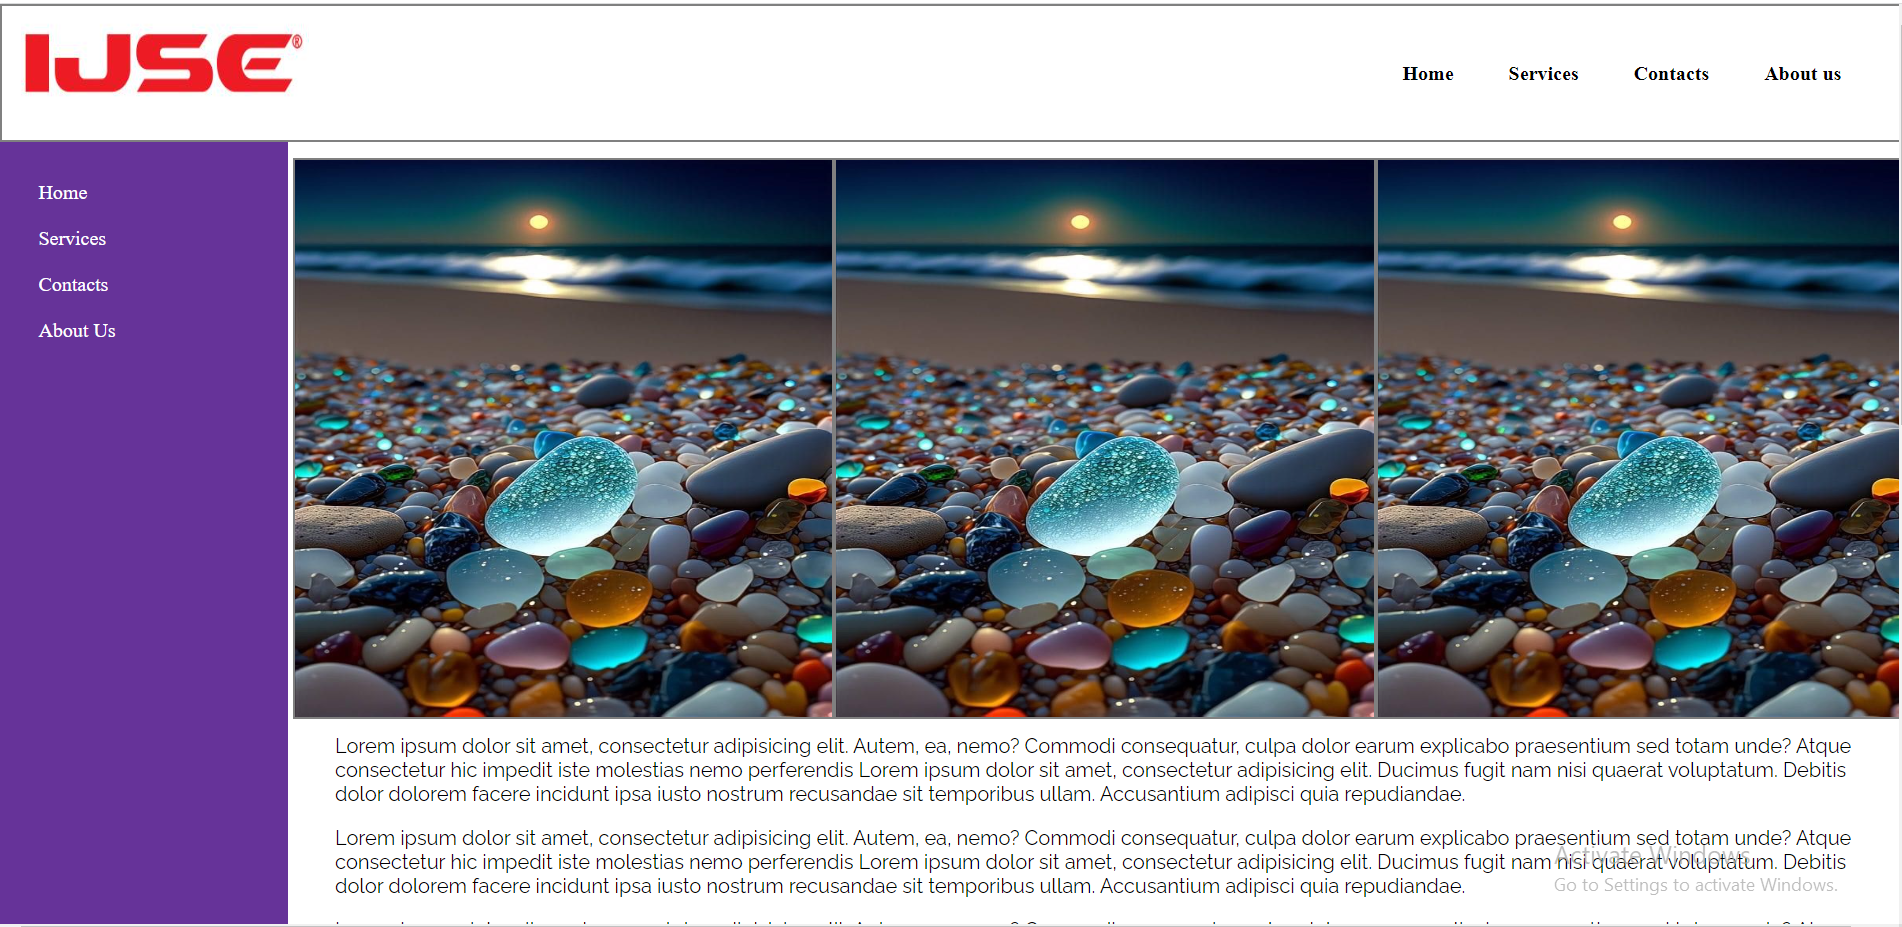 IJSE®
Home Services Contacts About us
Home
Services
Contacts
About Us
Lorem ipsum dolor sit amet, consectetur adipisicing elit. Autem, ea, nemo? Commodi consequatur, culpa dolor earum explicabo praesentium sed totam unde? Atque
consectetur hic impedit iste molestias nemo perferendis Lorem ipsum dolor sit amet, consectetur adipisicing elit. Ducimus fugit nam nisi quaerat voluptatum. Debitis
dolor dolorem facere incidunt ipsa iusto nostrum recusandae sit temporibus ullam. Accusantium adipisci quia repudiandae.
Lorem ipsum dolor sit amet, consectetur adipisicing elit. Autem, ea, nemo? Commodi consequatur, culpa dolor earum explicabo praesentium sed totam unde? Atque
consectetur hic impedit iste molestias nemo perferendis Lorem ipsum dolor sit amet, consectetur adipisicing elit. Ducimus fugit nam nisi quaerat voluptatum. Debitis
dolor dolorem facere incidunt ipsa iusto nostrum recusandae sit temporibus ullam. Accusantium adipisci quia repudiandae.
Activate Windows
Go to Settings to activate Windows.